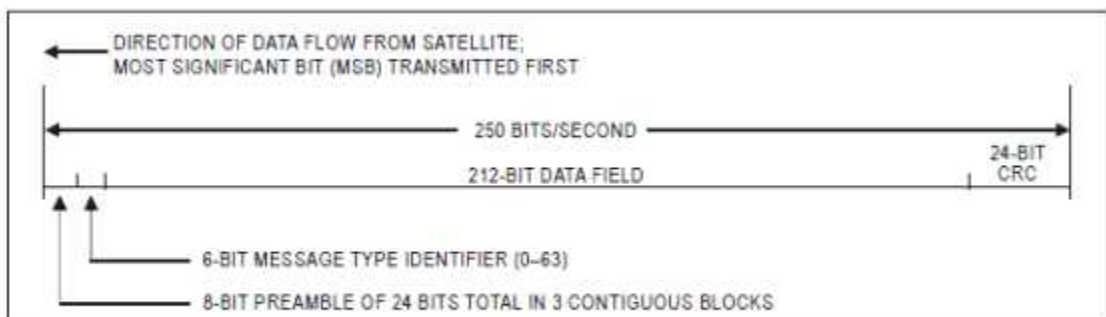 DIRECTION OF DATA FLOW FROM SATELLITE;
MOST SIGNIFICANT BIT (MSB) TRANSMITTED FIRST
250 BITS/SECOND
24-BIT
CRC
212-BIT DATA FIELD
6-BIT MESSAGE TYPE IDENTIFIER (0–63)
8-BIT PREAMBLE OF 24 BITS TOTAL IN 3 CONTIGUOUS BLOCKS